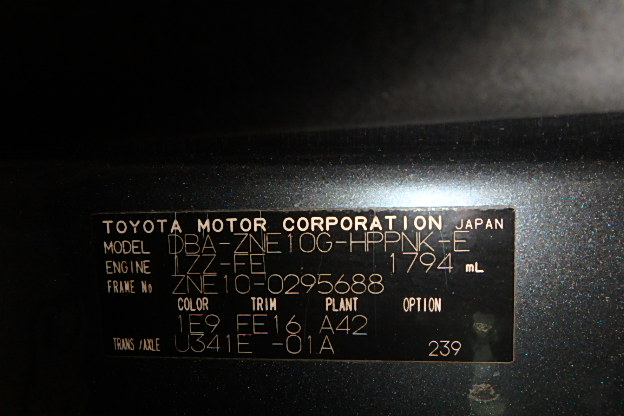 TOYOTA MOTOR CORPORATION JAPAN
MODEL DBA-ZNE10G-HPPNK-E
ENGINE 1ZZ-FE 1794 mL
FRAME No ZNE10-0295688
COLOR TRIM PLANT OPTION
1E9 FE16 A42
TRANS/AXLE U341E -01A 239